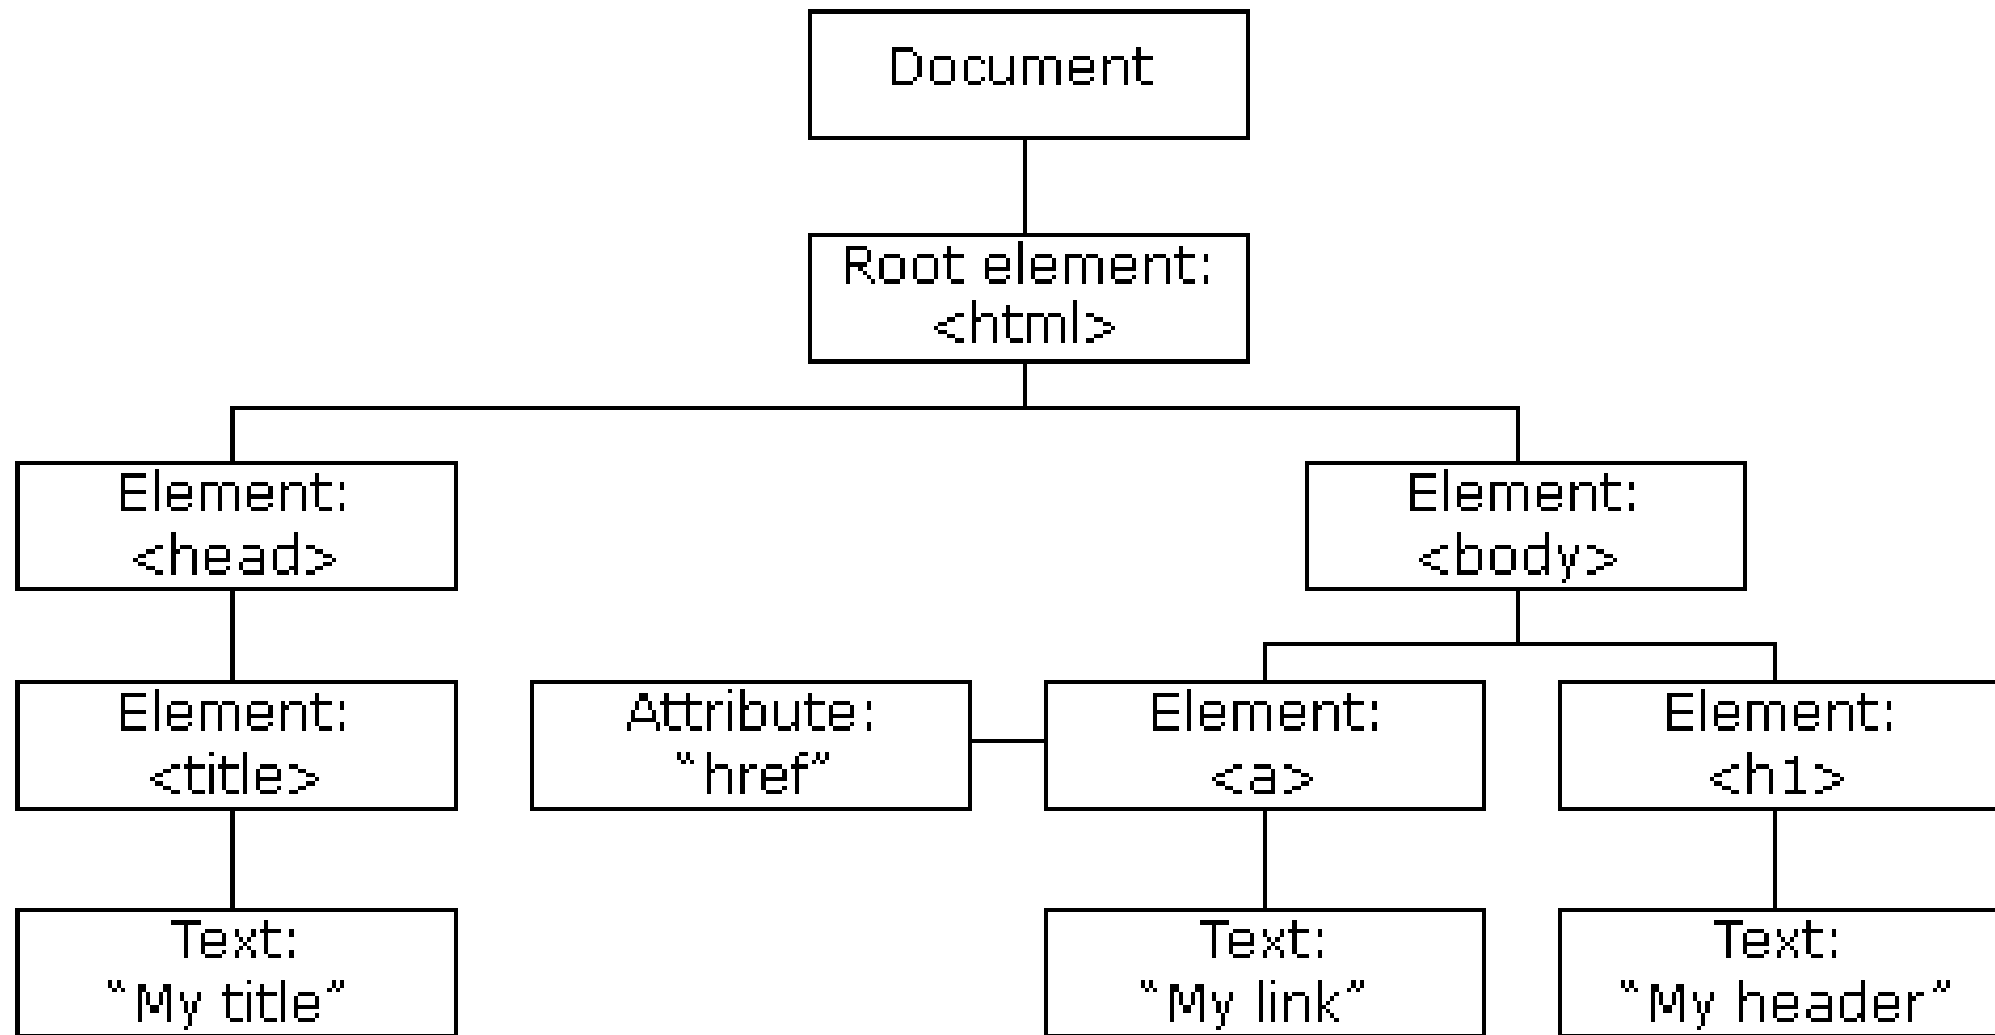 Document
Root element:
<html>
Element:
<head>
Element:
<body>
Element:
<title>
Attribute:
“href”
Element:
<a>
Element:
<h1>
Text:
“My title”
Text:
“My link”
Text:
“My header”